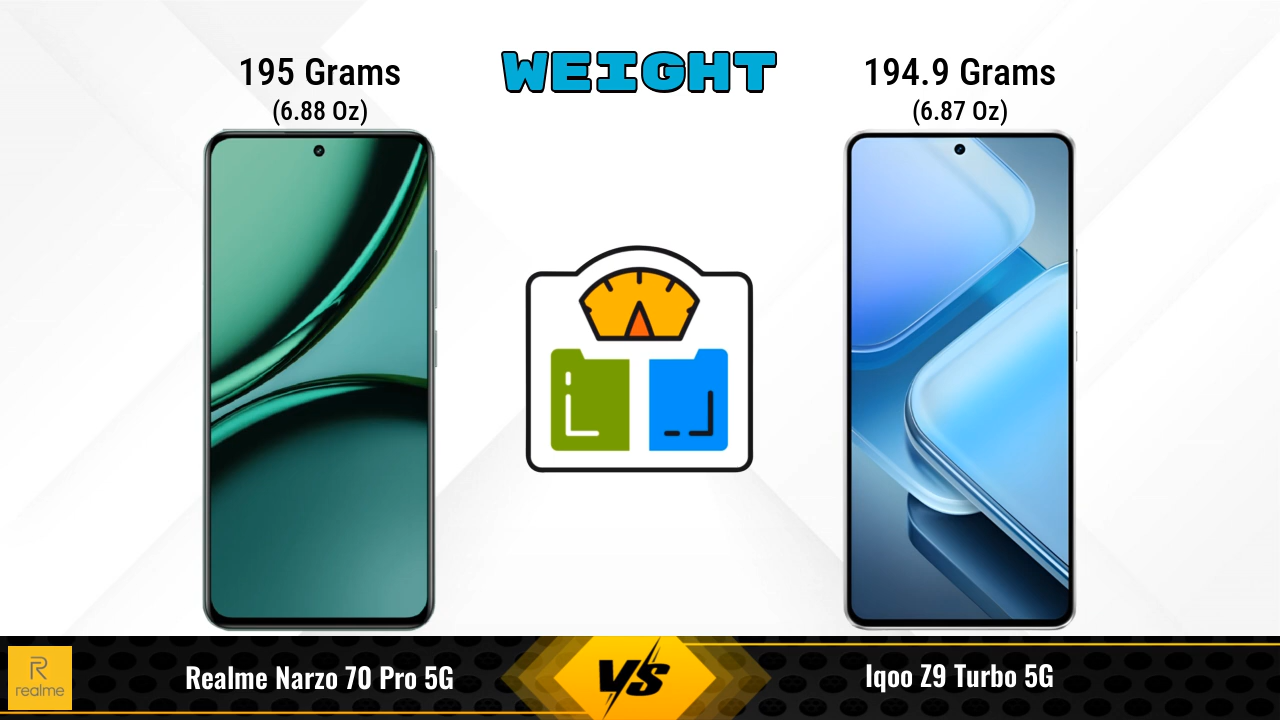 WEIGHT
195 Grams
(6.88 Oz)
194.9 Grams
(6.87 Oz)
R
realme
Realme Narzo 70 Pro 5G
VS
Iqoo Z9 Turbo 5G